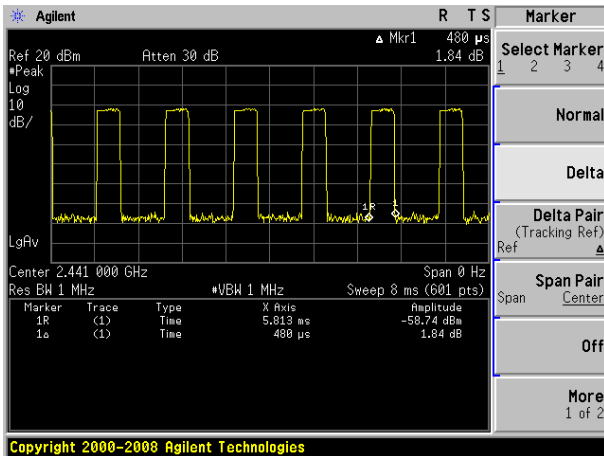 Agilent R T S
Δ Mkr1 480 µs
Ref 20 dBm Atten 30 dB 1.84 dB
#Peak
Log
10
dB/
1R 1
LgAv
Center 2.441 000 GHz Span 0 Hz
Res BW 1 MHz #VBW 1 MHz Sweep 8 ms (601 pts)
Marker Trace Type X Axis Amplitude
1R (1) Time 5.813 ms -58.74 dBm
1Δ (1) Time 480 µs 1.84 dB
Copyright 2000-2008 Agilent Technologies
Marker
Select Marker
1 2 3 4
Normal
Delta
Delta Pair
(Tracking Ref)
Ref Δ
Span Pair
Span Center
Off
More
1 of 2